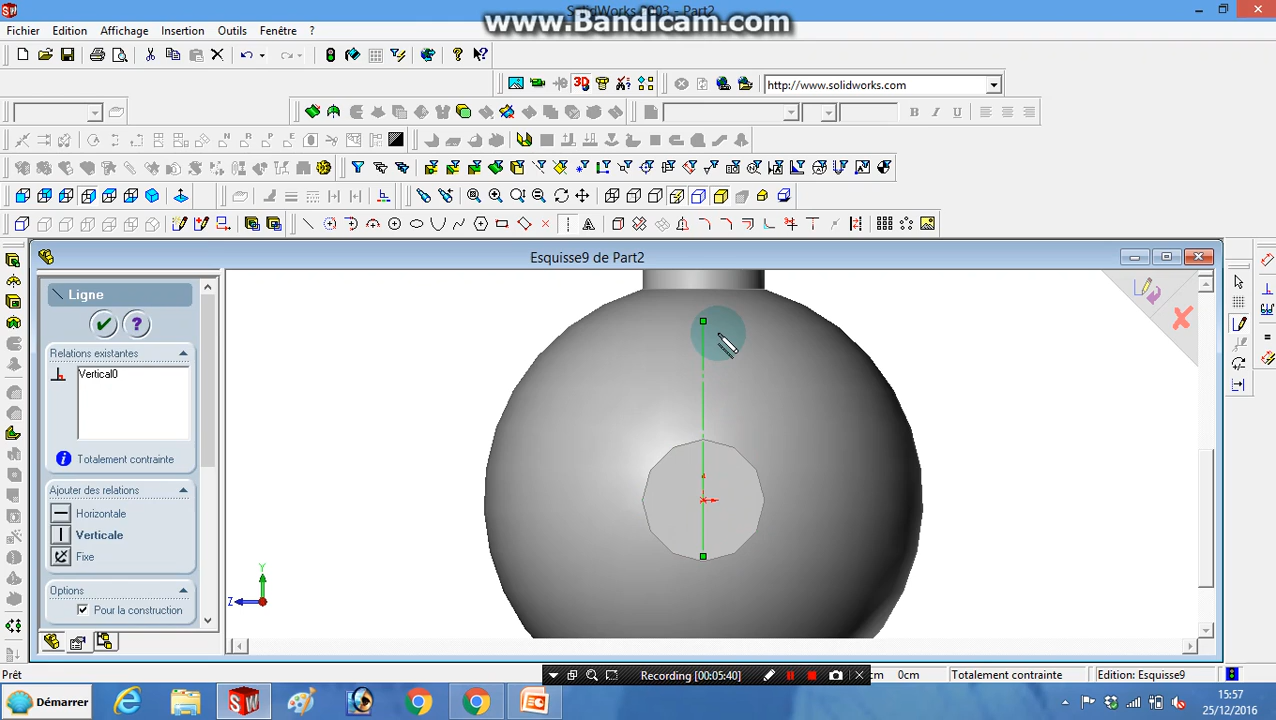 SolidWorks 2003 - Part2
www.Bandicam.com
Fichier Edition Affichage Insertion Outils Fenêtre ?
http://www.solidworks.com
Esquisse9 de Part2
Ligne
Relations existantes
Vertical0
Totalement contrainte
Ajouter des relations
Horizontale
Verticale
Fixe
Options
Pour la construction
Y
Z
Prêt
Recording [00:05:40]
cm 0cm Totalement contrainte Edition: Esquisse9
Démarrer
15:57
25/12/2016